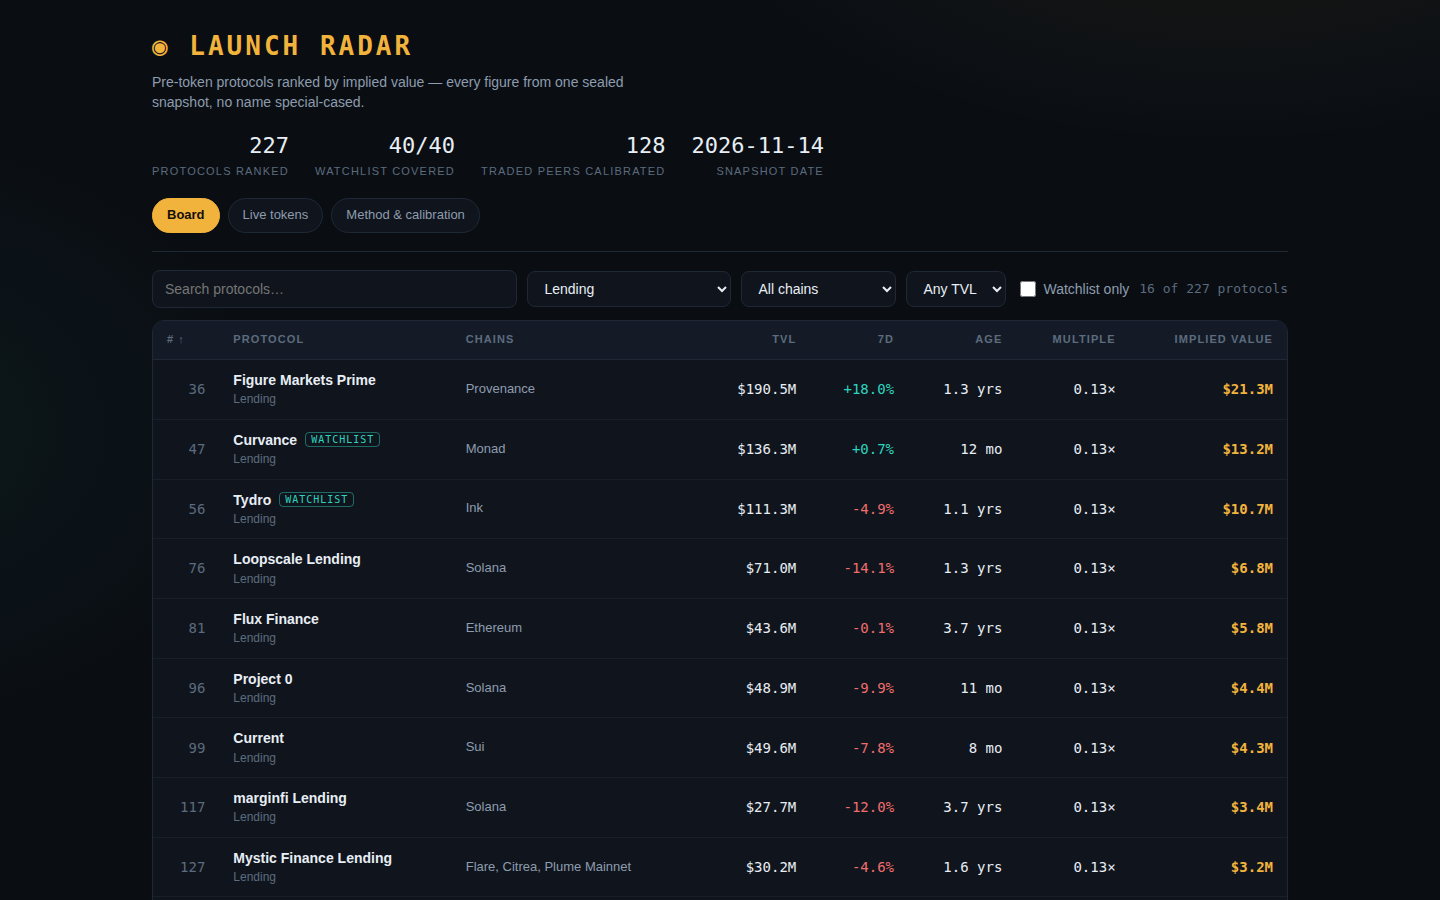 ◉ LAUNCH RADAR
Pre-token protocols ranked by implied value — every figure from one sealed
snapshot, no name special-cased.
227 40/40 128 2026-11-14
PROTOCOLS RANKED WATCHLIST COVERED TRADED PEERS CALIBRATED SNAPSHOT DATE
Board Live tokens Method & calibration
Search protocols… Lending All chains Any TVL Watchlist only 16 of 227 protocols
# ↑ PROTOCOL CHAINS TVL 7D AGE MULTIPLE IMPLIED VALUE
36 Figure Markets Prime Provenance $190.5M +18.0% 1.3 yrs 0.13× $21.3M
Lending
47 Curvance WATCHLIST Monad $136.3M +0.7% 12 mo 0.13× $13.2M
Lending
56 Tydro WATCHLIST Ink $111.3M -4.9% 1.1 yrs 0.13× $10.7M
Lending
76 Loopscale Lending Solana $71.0M -14.1% 1.3 yrs 0.13× $6.8M
Lending
81 Flux Finance Ethereum $43.6M -0.1% 3.7 yrs 0.13× $5.8M
Lending
96 Project 0 Solana $48.9M -9.9% 11 mo 0.13× $4.4M
Lending
99 Current Sui $49.6M -7.8% 8 mo 0.13× $4.3M
Lending
117 marginfi Lending Solana $27.7M -12.0% 3.7 yrs 0.13× $3.4M
Lending
127 Mystic Finance Lending Flare, Citrea, Plume Mainnet $30.2M -4.6% 1.6 yrs 0.13× $3.2M
Lending